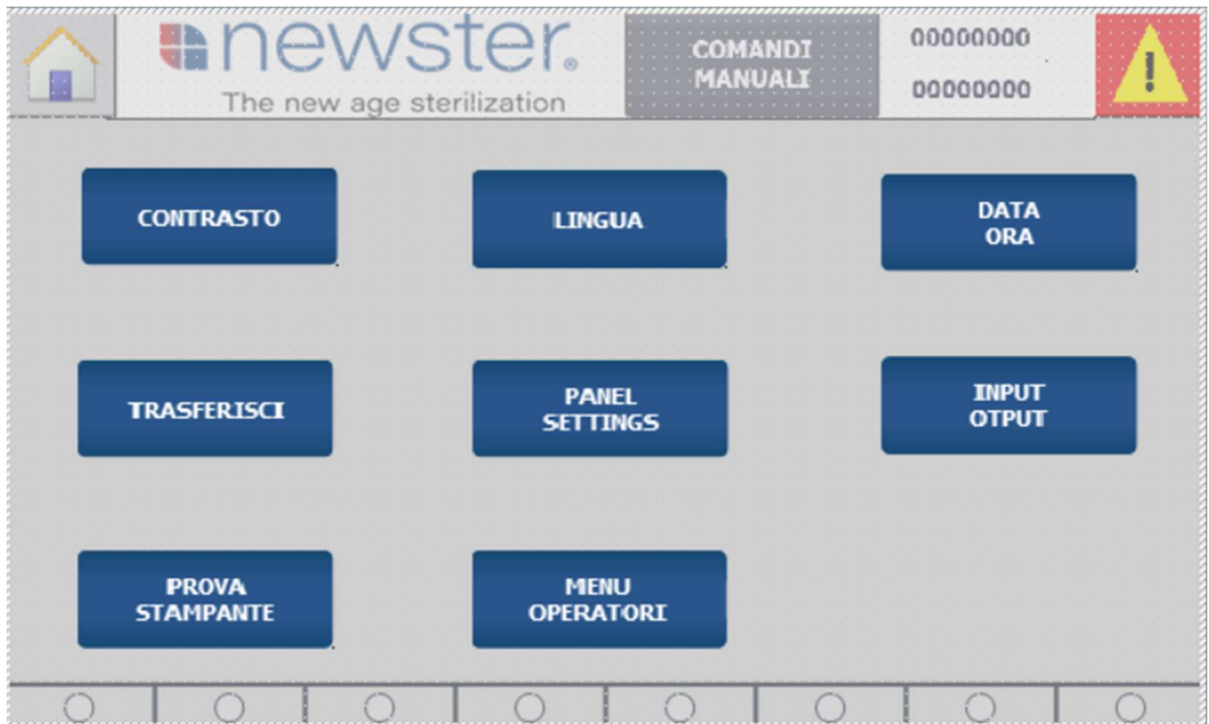 newster®
The new age sterilization
COMANDI
MANUALI
00000000
00000000
!
CONTRASTO
LINGUA
DATA
ORA
TRASFERISCI
PANEL
SETTINGS
INPUT
OTPUT
PROVA
STAMPANTE
MENU
OPERATORI